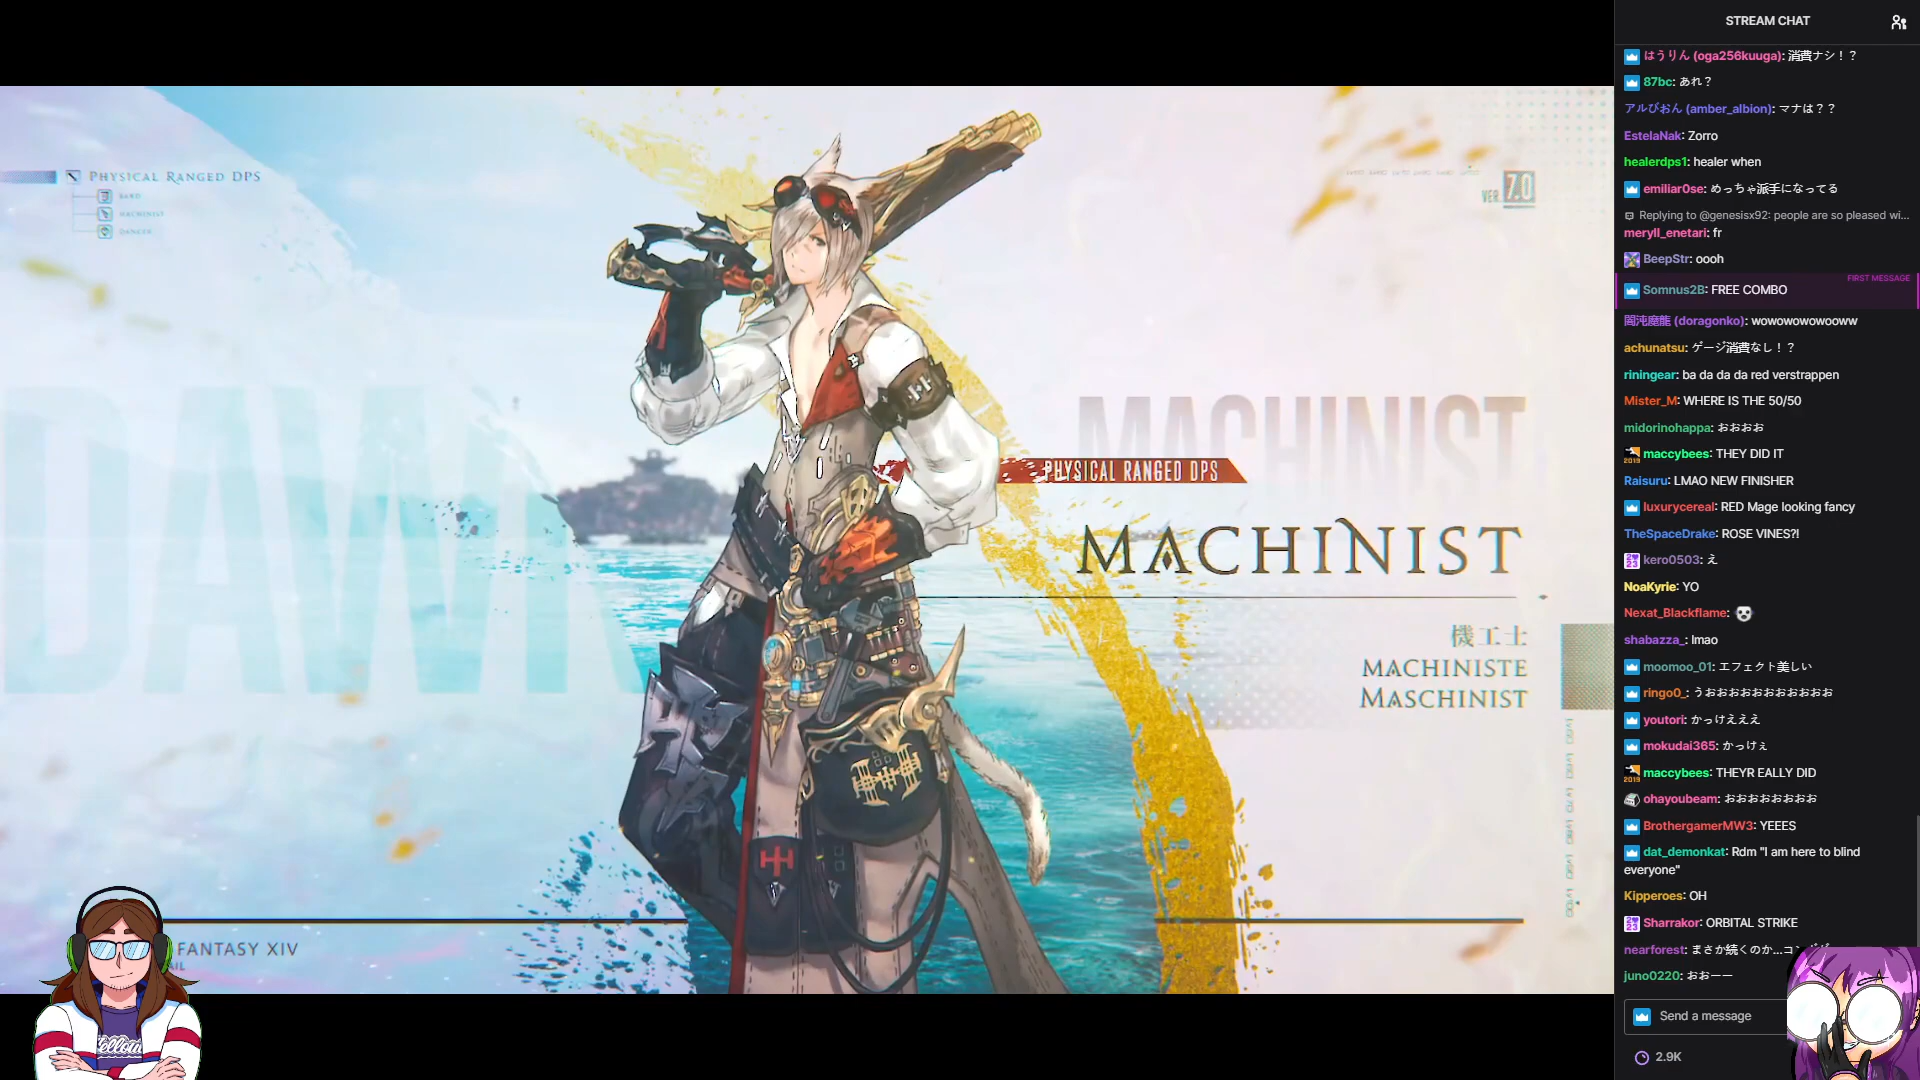 PHYSICAL RANGED DPS
BARD
MACHINIST
DANCER
VER. 7.0
DAWN
MACHINIST
PHYSICAL RANGED DPS
MACHINIST
機工士
MACHINISTE
MASCHINIST
FANTASY XIV
AIL
STREAM CHAT
はうりん (oga256kuuga): 消費ナシ！？
87bc: あれ？
アルびおん (amber_albion): マナは？？
EstelaNak: Zorro
healerdps1: healer when
emiliar0se: めっちゃ派手になってる
Replying to @genesisx92: people are so pleased wi...
meryll_enetari: fr
BeepStr: oooh
FIRST MESSAGE
Somnus2B: FREE COMBO
闇沌魔龍 (doragonko): wowowowowooww
achunatsu: ゲージ消費なし！？
riningear: ba da da da red verstrappen
Mister_M: WHERE IS THE 50/50
midorinohappa: おおおお
maccybees: THEY DID IT
Raisuru: LMAO NEW FINISHER
luxurycereal: RED Mage looking fancy
TheSpaceDrake: ROSE VINES?!
kero0503: え
NoaKyrie: YO
Nexat_Blackflame:
shabazza_: lmao
moomoo_01: エフェクト美しい
ringo0_: うおおおおおおおおおお
youtori: かっけえええ
mokudai365: かっけぇ
maccybees: THEYR EALLY DID
ohayoubeam: おおおおおおおお
BrothergamerMW3: YEEES
dat_demonkat: Rdm "I am here to blind
everyone"
Kipperoes: OH
Sharrakor: ORBITAL STRIKE
nearforest: まさか続くのか...コ
juno0220: おおーー
Send a message
2.9K